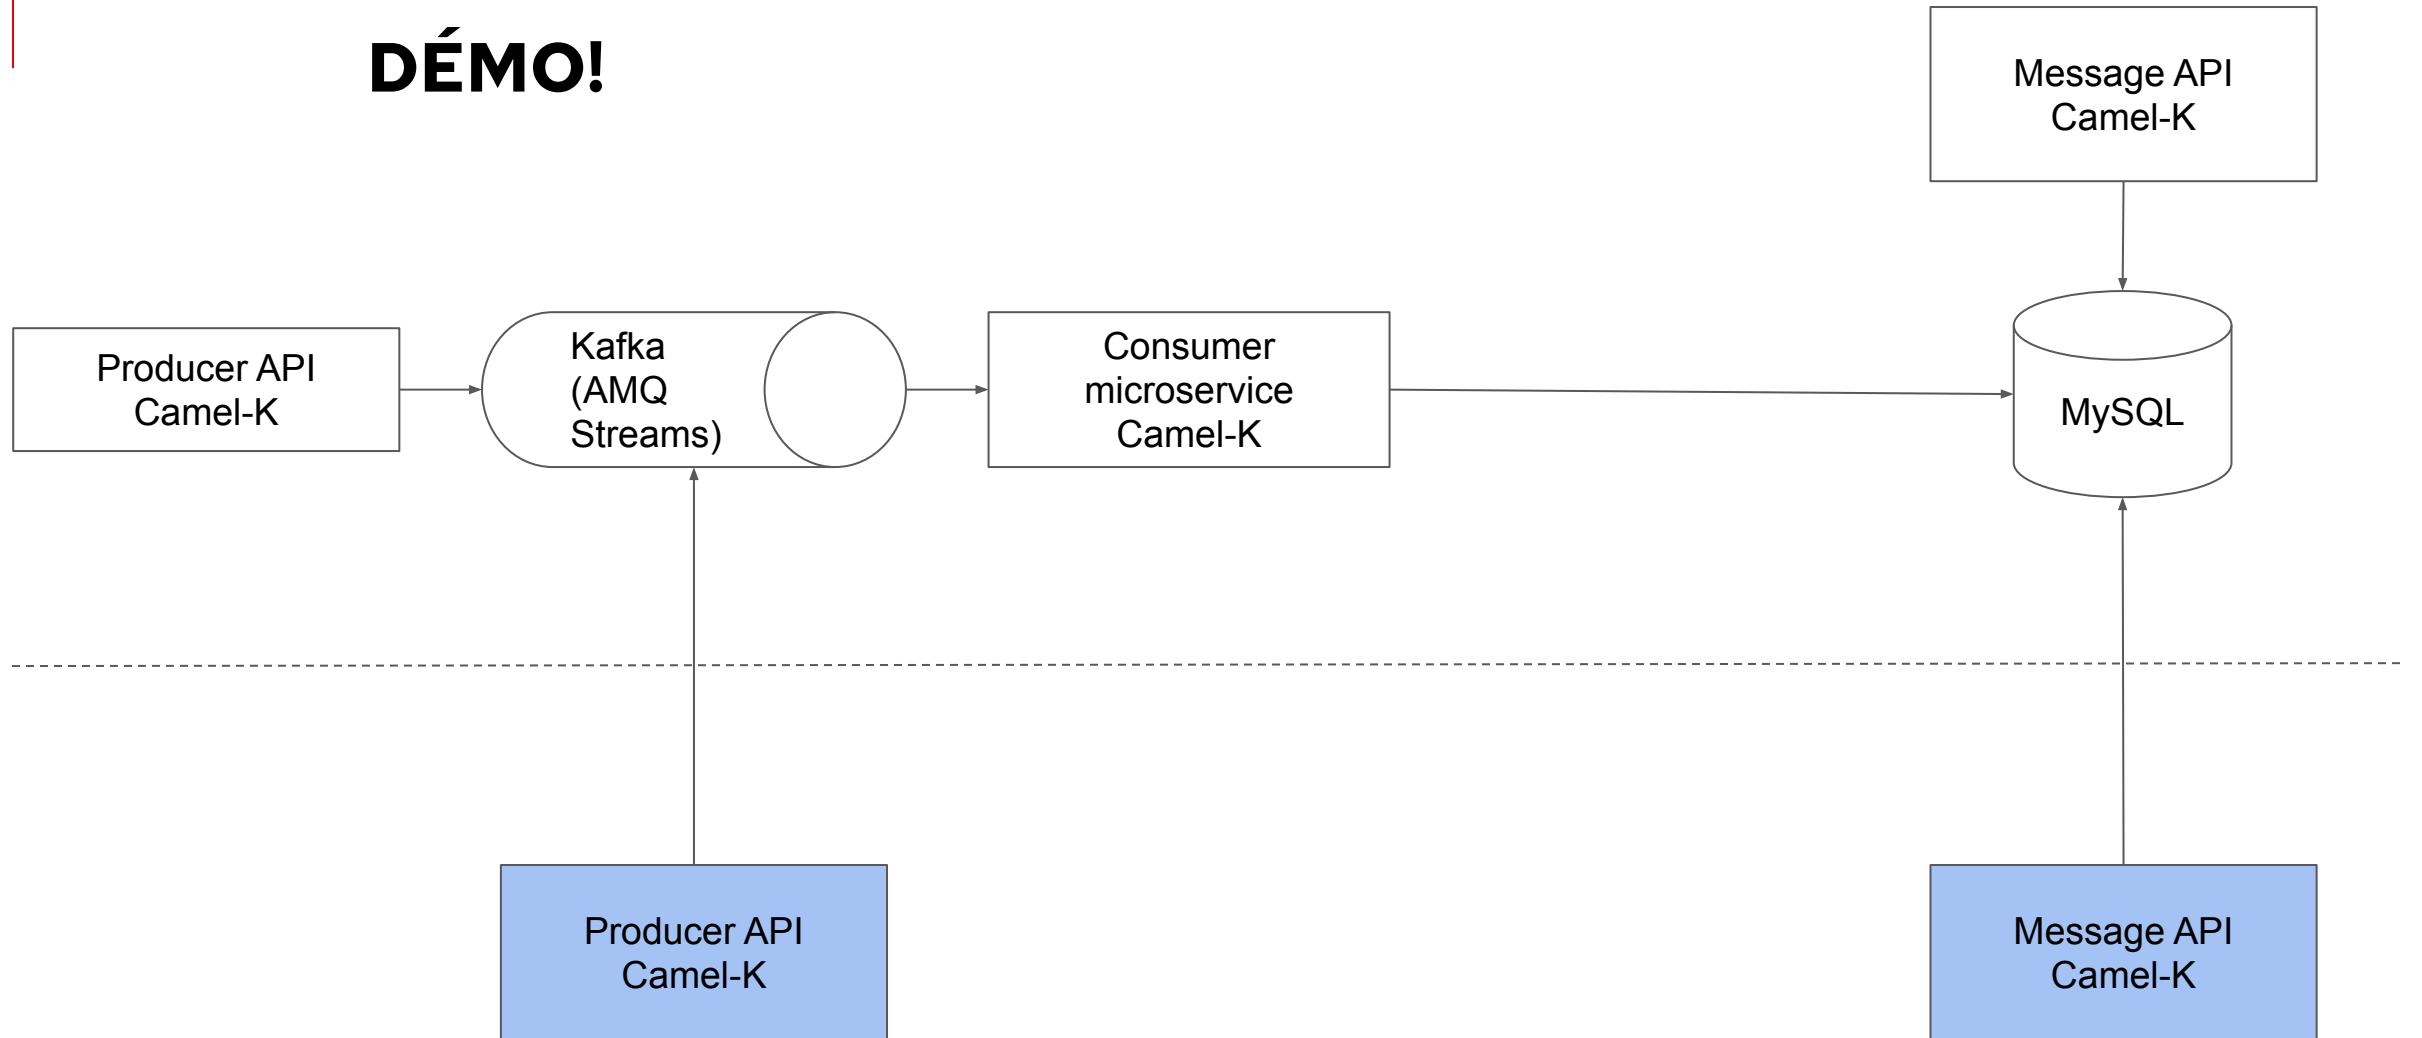 DÉMO!
Message API
Camel-K
Producer API
Camel-K
Kafka
(AMQ
Streams)
Consumer
microservice
Camel-K
MySQL
Producer API
Camel-K
Message API
Camel-K